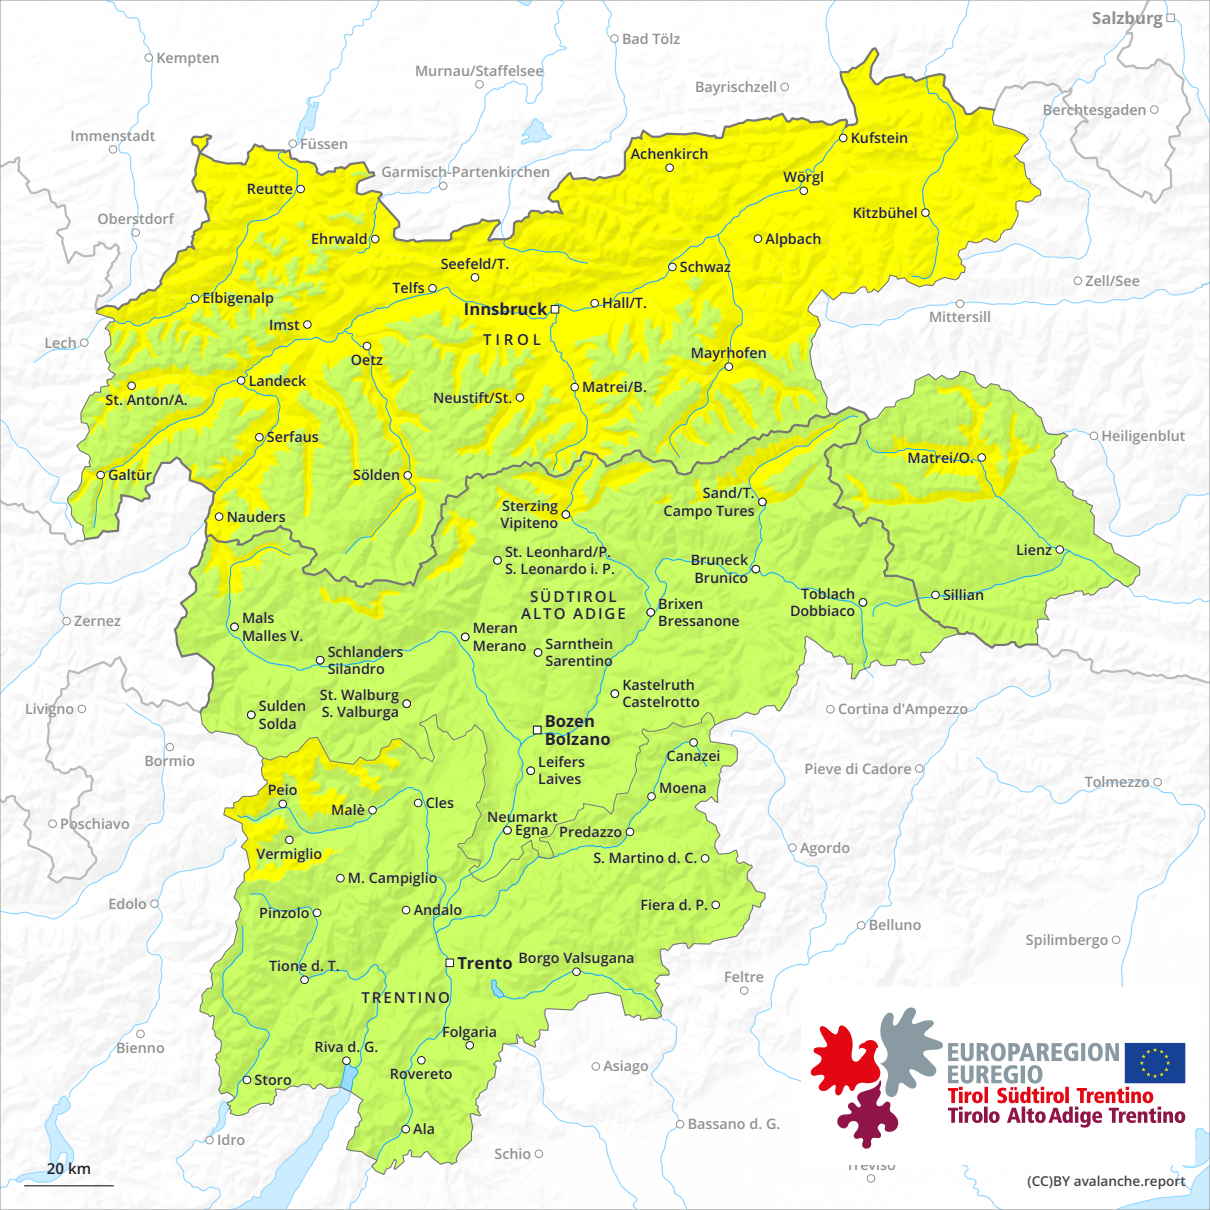 Salzburg
Bad Tölz
Kempten
Murnau/Staffelsee
Bayrischzell
Berchtesgaden
Immenstadt
Füssen
Kufstein
Achenkirch
Garmisch-Partenkirchen
Wörgl
Reutte
Oberstdorf
Kitzbühel
Ehrwald
Alpbach
Seefeld/T.
Schwaz
Zell/See
Telfs
Elbigenalp
Hall/T.
Innsbruck
Mittersill
Imst
TIROL
Lech
Oetz
Mayrhofen
Landeck
Matrei/B.
St. Anton/A.
Neustift/St.
Serfaus
Heiligenblut
Matrei/O.
Galtür
Sölden
Sand/T.
Campo Tures
Sterzing
Vipiteno
Nauders
St. Leonhard/P.
S. Leonardo i. P.
Lienz
Bruneck
Brunico
SÜDTIROL
ALTO ADIGE
Toblach
Dobbiaco
Sillian
Brixen
Bressanone
Zernez
Mals
Malles V.
Meran
Merano
Sarnthein
Sarentino
Schlanders
Silandro
Kastelruth
Castelrotto
St. Walburg
S. Valburga
Sulden
Solda
Livigno
Cortina d'Ampezzo
Bozen
Bolzano
Bormio
Canazei
Leifers
Laives
Pieve di Cadore
Tolmezzo
Peio
Moena
Malè
Cles
Neumarkt
Egna
Poschiavo
Predazzo
Vermiglio
Agordo
S. Martino d. C.
M. Campiglio
Edolo
Pinzolo
Andalo
Fiera d. P.
Belluno
Spilimbergo
Trento
Borgo Valsugana
Tione d. T.
Feltre
TRENTINO
Folgaria
Bienno
Riva d. G.
Rovereto
Asiago
Storo
EUROPAREGION
EUREGIO
Tirol Südtirol Trentino
Tirolo Alto Adige Trentino
Ala
Bassano d. G.
Idro
Schio
Treviso
20 km
(CC)BY avalanche.report